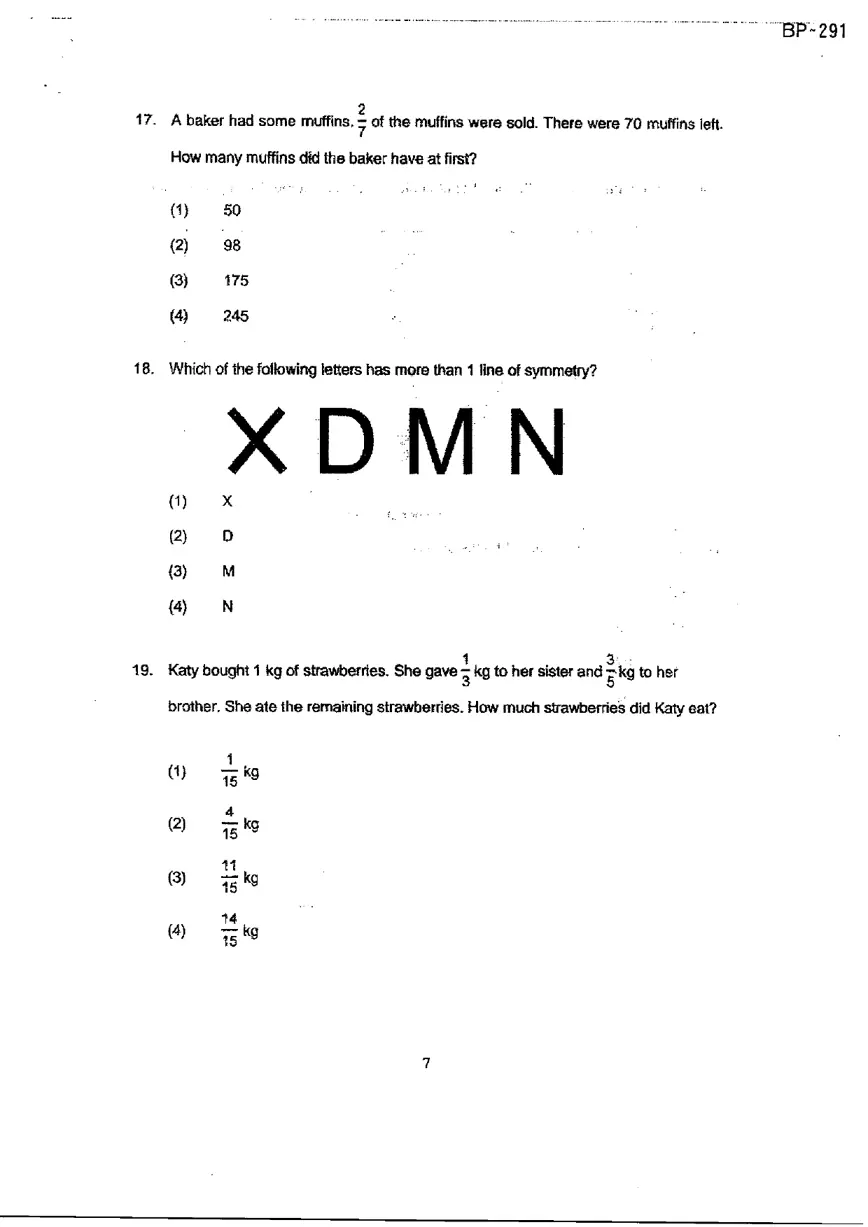 BP-291
17. A baker had some muffins. 2/7 of the muffins were sold. There were 70 muffins left.
How many muffins did the baker have at first?
(1) 50
(2) 98
(3) 175
(4) 245
18. Which of the following letters has more than 1 line of symmetry?
X D M N
(1) X
(2) D
(3) M
(4) N
19. Katy bought 1 kg of strawberries. She gave 1/3 kg to her sister and 3/5 kg to her
brother. She ate the remaining strawberries. How much strawberries did Katy eat?
(1) 1/15 kg
(2) 4/15 kg
(3) 11/15 kg
(4) 14/15 kg
7